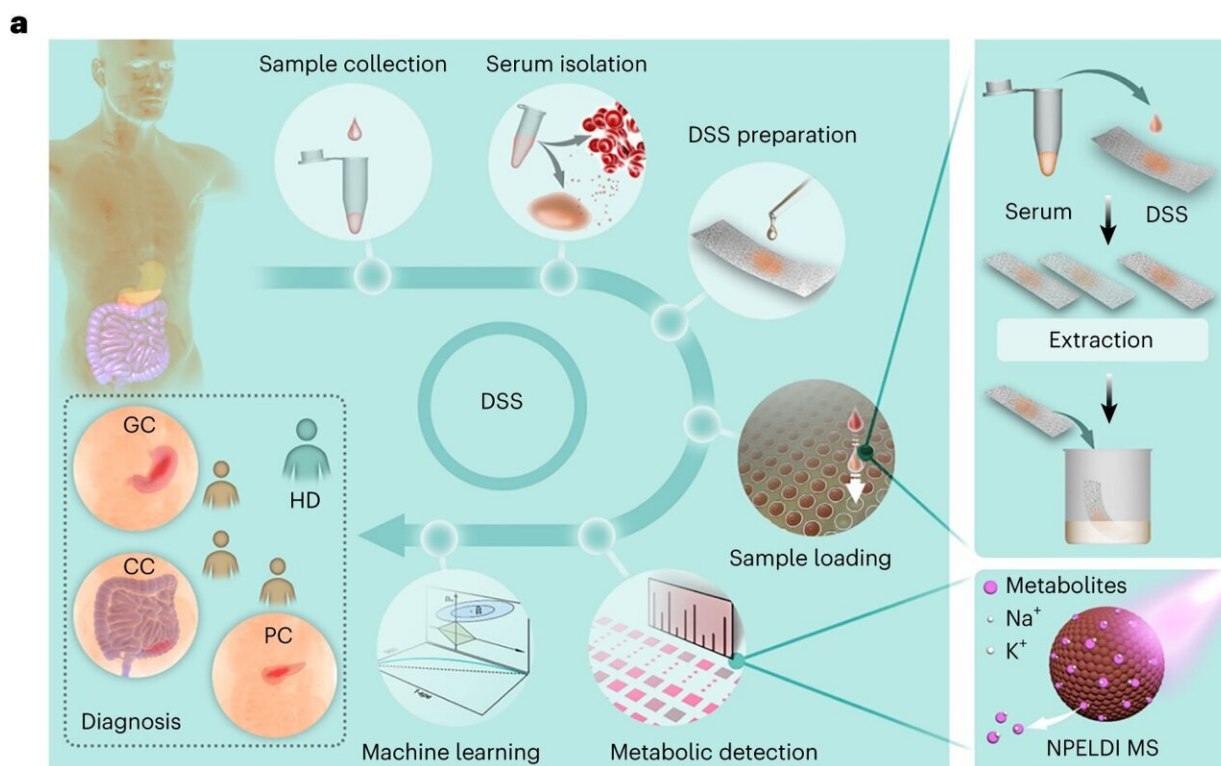 a
Sample collection
Serum isolation
DSS preparation
Serum
DSS
Extraction
DSS
Sample loading
GC
HD
CC
PC
Diagnosis
Machine learning
Metabolic detection
Metabolites
Na⁺
K⁺
NPELDI MS